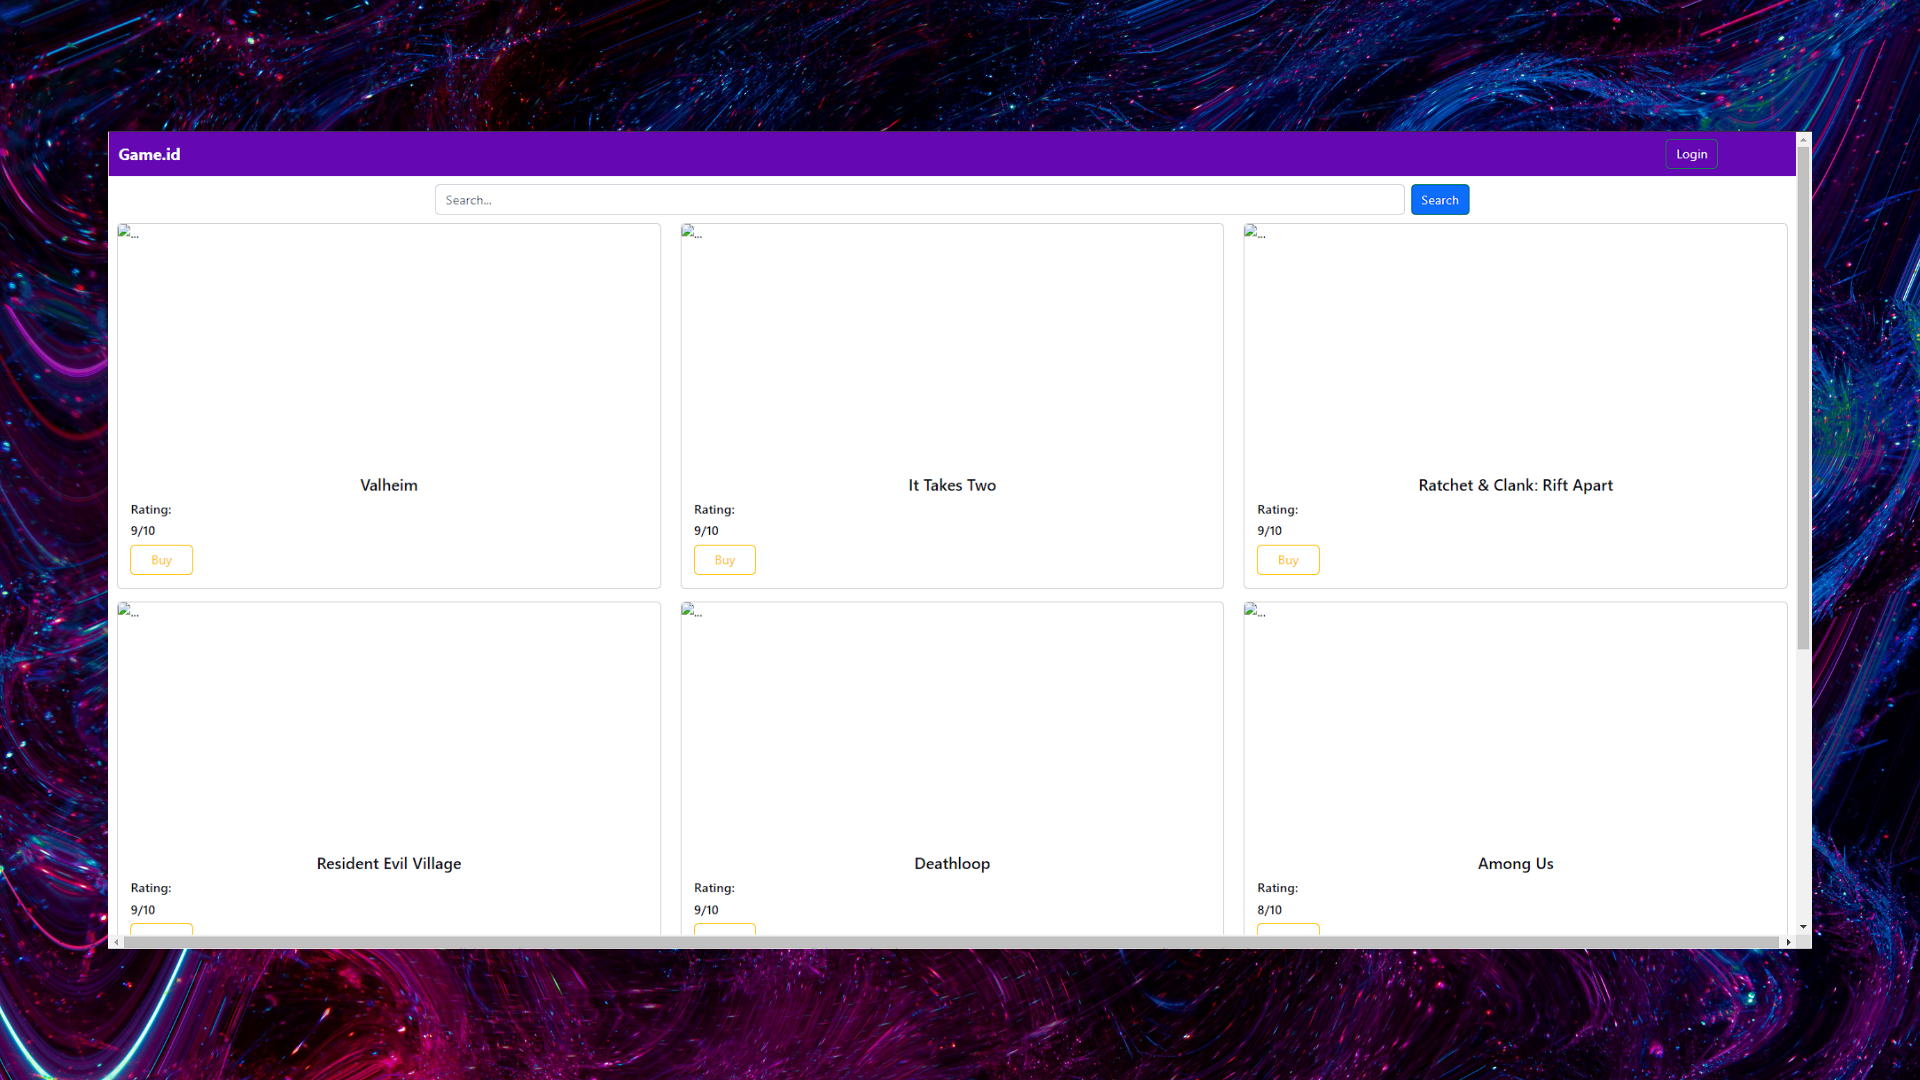 Game.id
Login
Search...
Search
...
...
...
Valheim
It Takes Two
Ratchet & Clank: Rift Apart
Rating:
Rating:
Rating:
9/10
9/10
9/10
Buy
Buy
Buy
...
...
...
Resident Evil Village
Deathloop
Among Us
Rating:
Rating:
Rating:
9/10
9/10
8/10